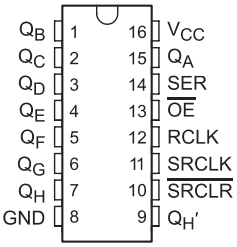 QB 1 16 VCC
QC 2 15 QA
QD 3 14 SER
QE 4 13 OE
QF 5 12 RCLK
QG 6 11 SRCLK
QH 7 10 SRCLR
GND 8 9 QH'